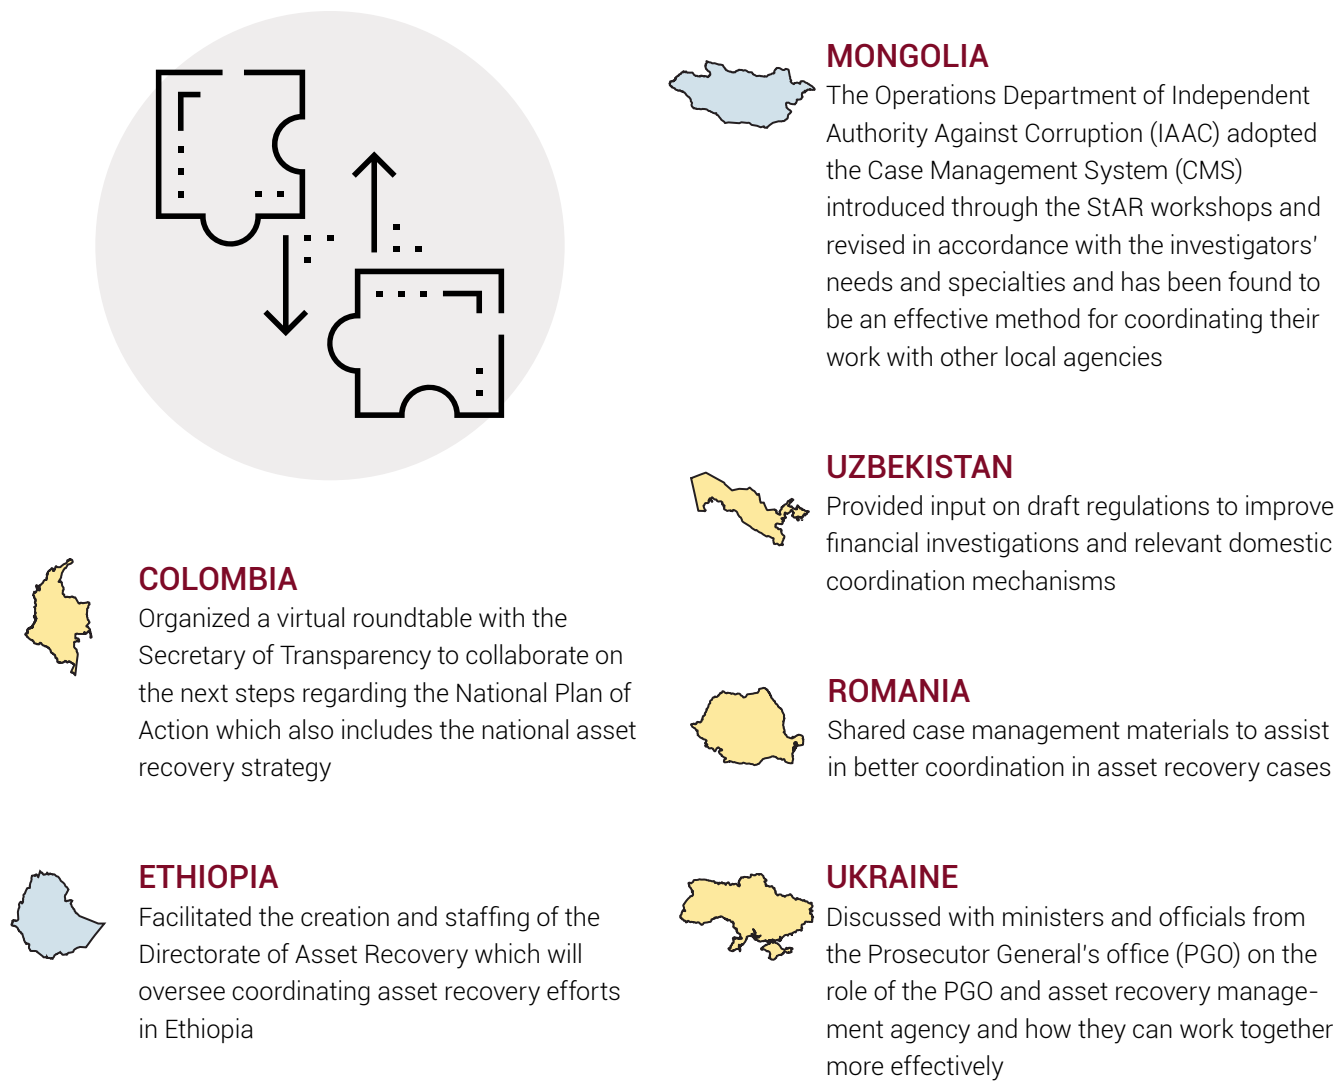 COLOMBIA
Organized a virtual roundtable with the
Secretary of Transparency to collaborate on
the next steps regarding the National Plan of
Action which also includes the national asset
recovery strategy
ETHIOPIA
Facilitated the creation and staffing of the
Directorate of Asset Recovery which will
oversee coordinating asset recovery efforts
in Ethiopia
MONGOLIA
The Operations Department of Independent
Authority Against Corruption (IAAC) adopted
the Case Management System (CMS)
introduced through the StAR workshops and
revised in accordance with the investigators'
needs and specialties and has been found to
be an effective method for coordinating their
work with other local agencies
UZBEKISTAN
Provided input on draft regulations to improve
financial investigations and relevant domestic
coordination mechanisms
ROMANIA
Shared case management materials to assist
in better coordination in asset recovery cases
UKRAINE
Discussed with ministers and officials from
the Prosecutor General's office (PGO) on the
role of the PGO and asset recovery manage-
ment agency and how they can work together
more effectively